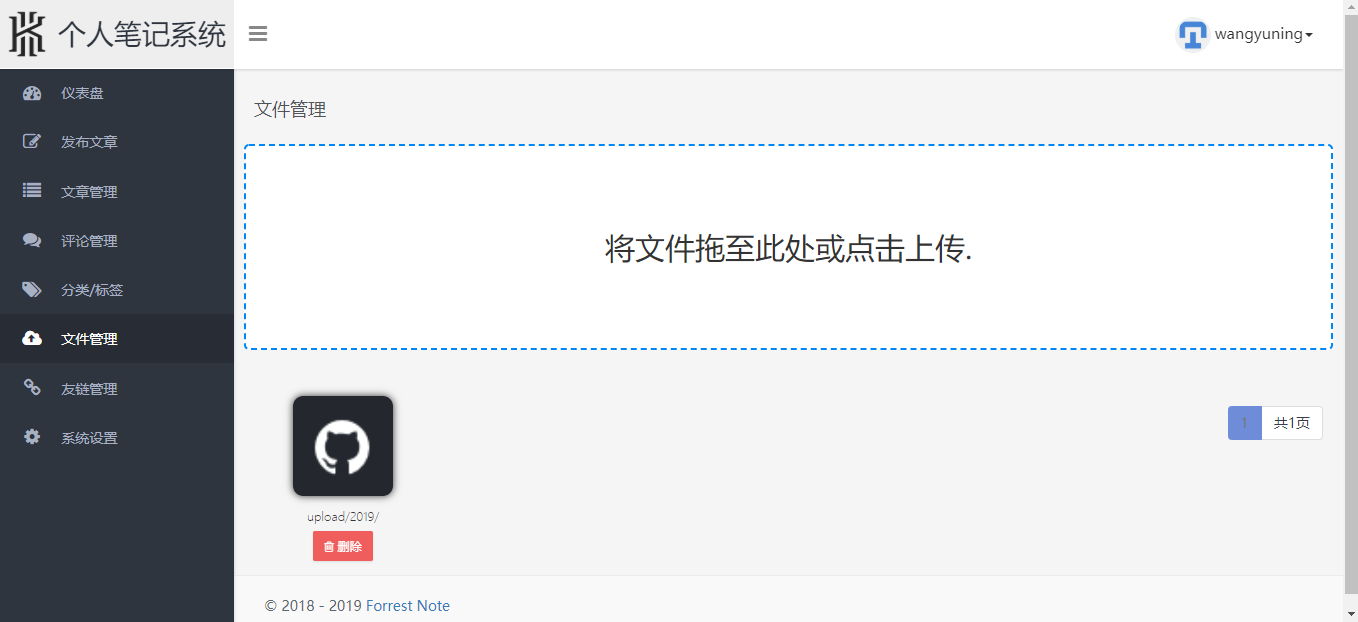 个人笔记系统
wangyuning
仪表盘
发布文章
文章管理
评论管理
分类/标签
文件管理
友链管理
系统设置
文件管理
将文件拖至此处或点击上传.
upload/2019/
删除
1
共1页
© 2018 - 2019 Forrest Note